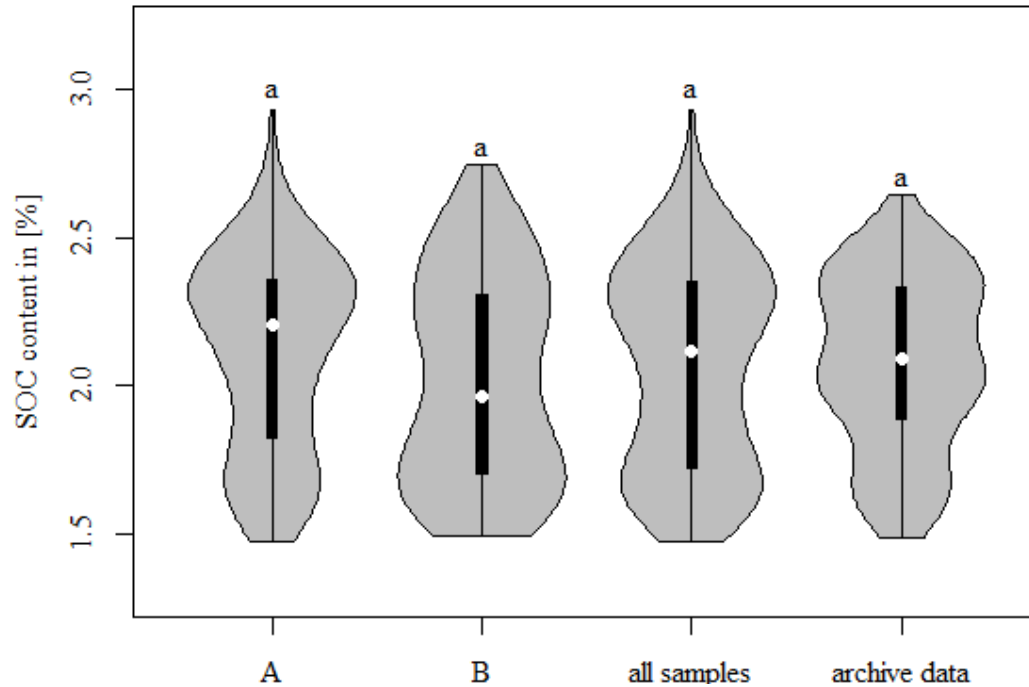 SOC content in [%]
3.0
2.5
2.0
1.5
a
a
a
a
A
B
all samples
archive data